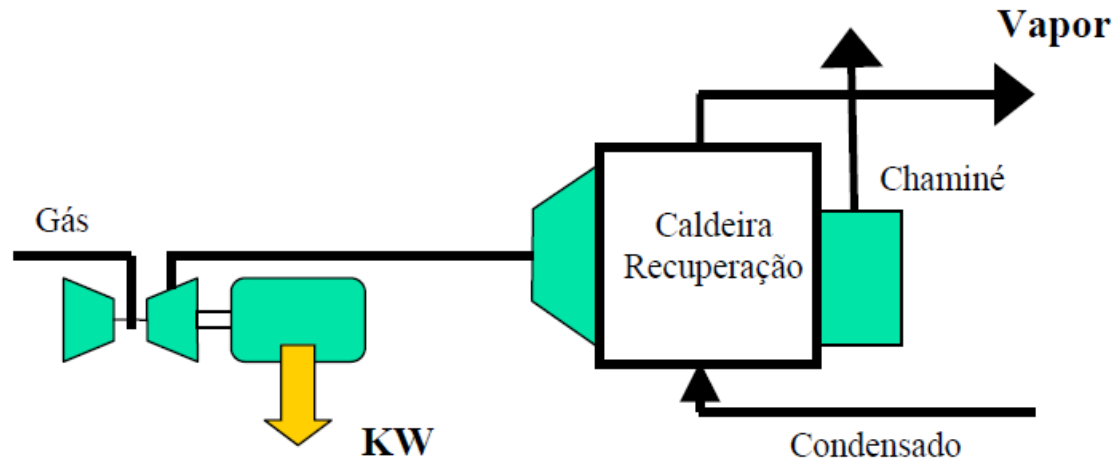 Vapor
Chaminé
Gás
Caldeira
Recuperação
KW
Condensado